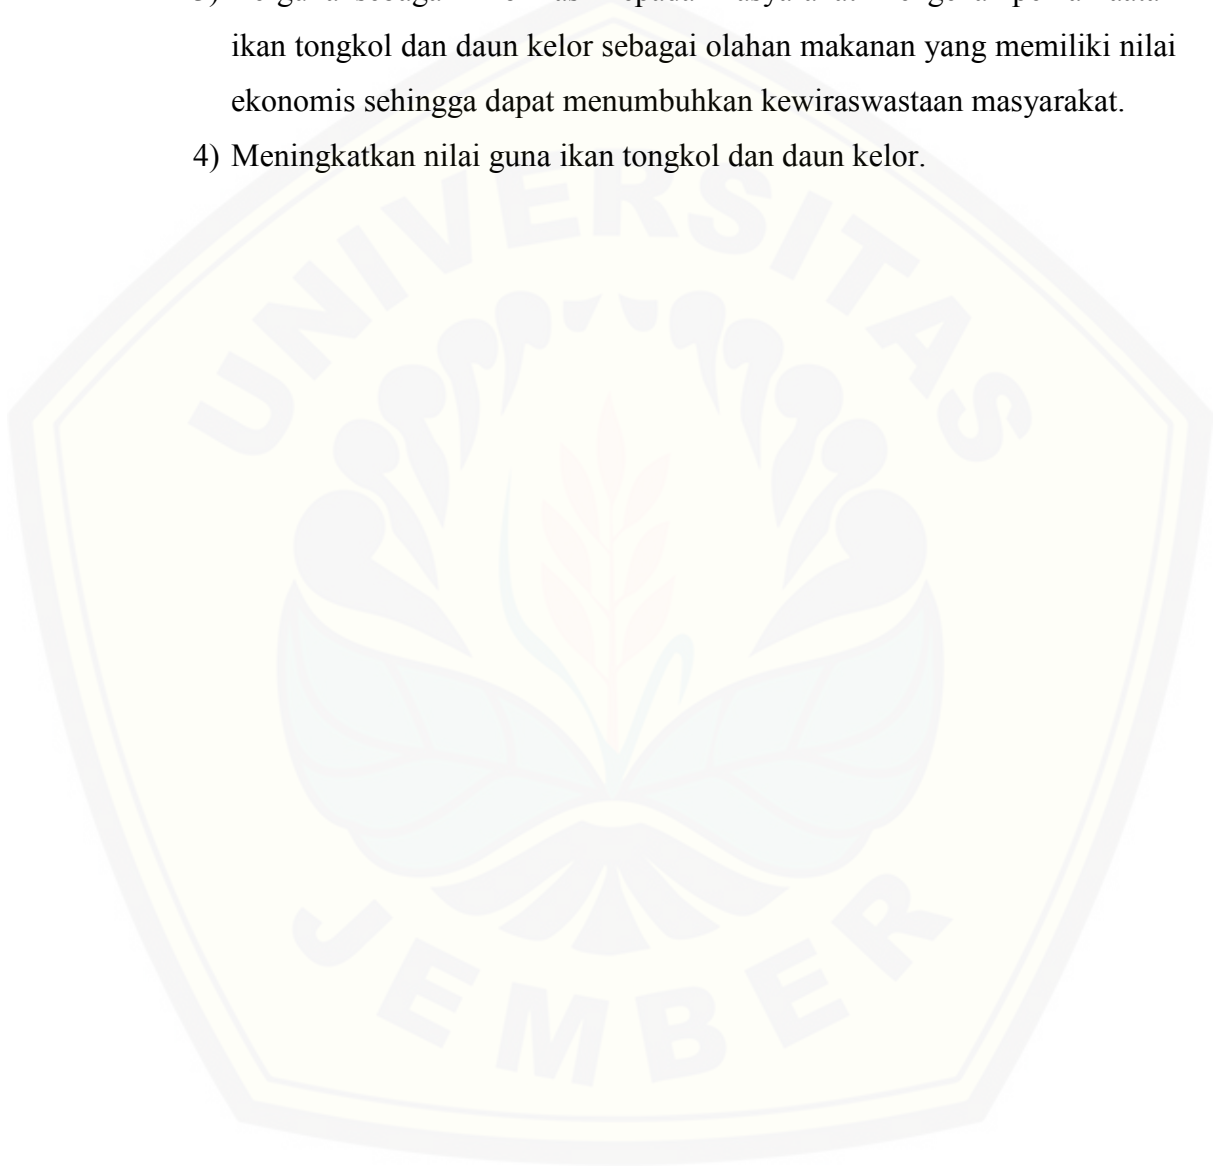 ikan tongkol dan daun kelor sebagai olahan makanan yang memiliki nilai
ekonomis sehingga dapat menumbuhkan kewiraswastaan masyarakat.
4) Meningkatkan nilai guna ikan tongkol dan daun kelor.
UNIVERSITAS
JEMBER